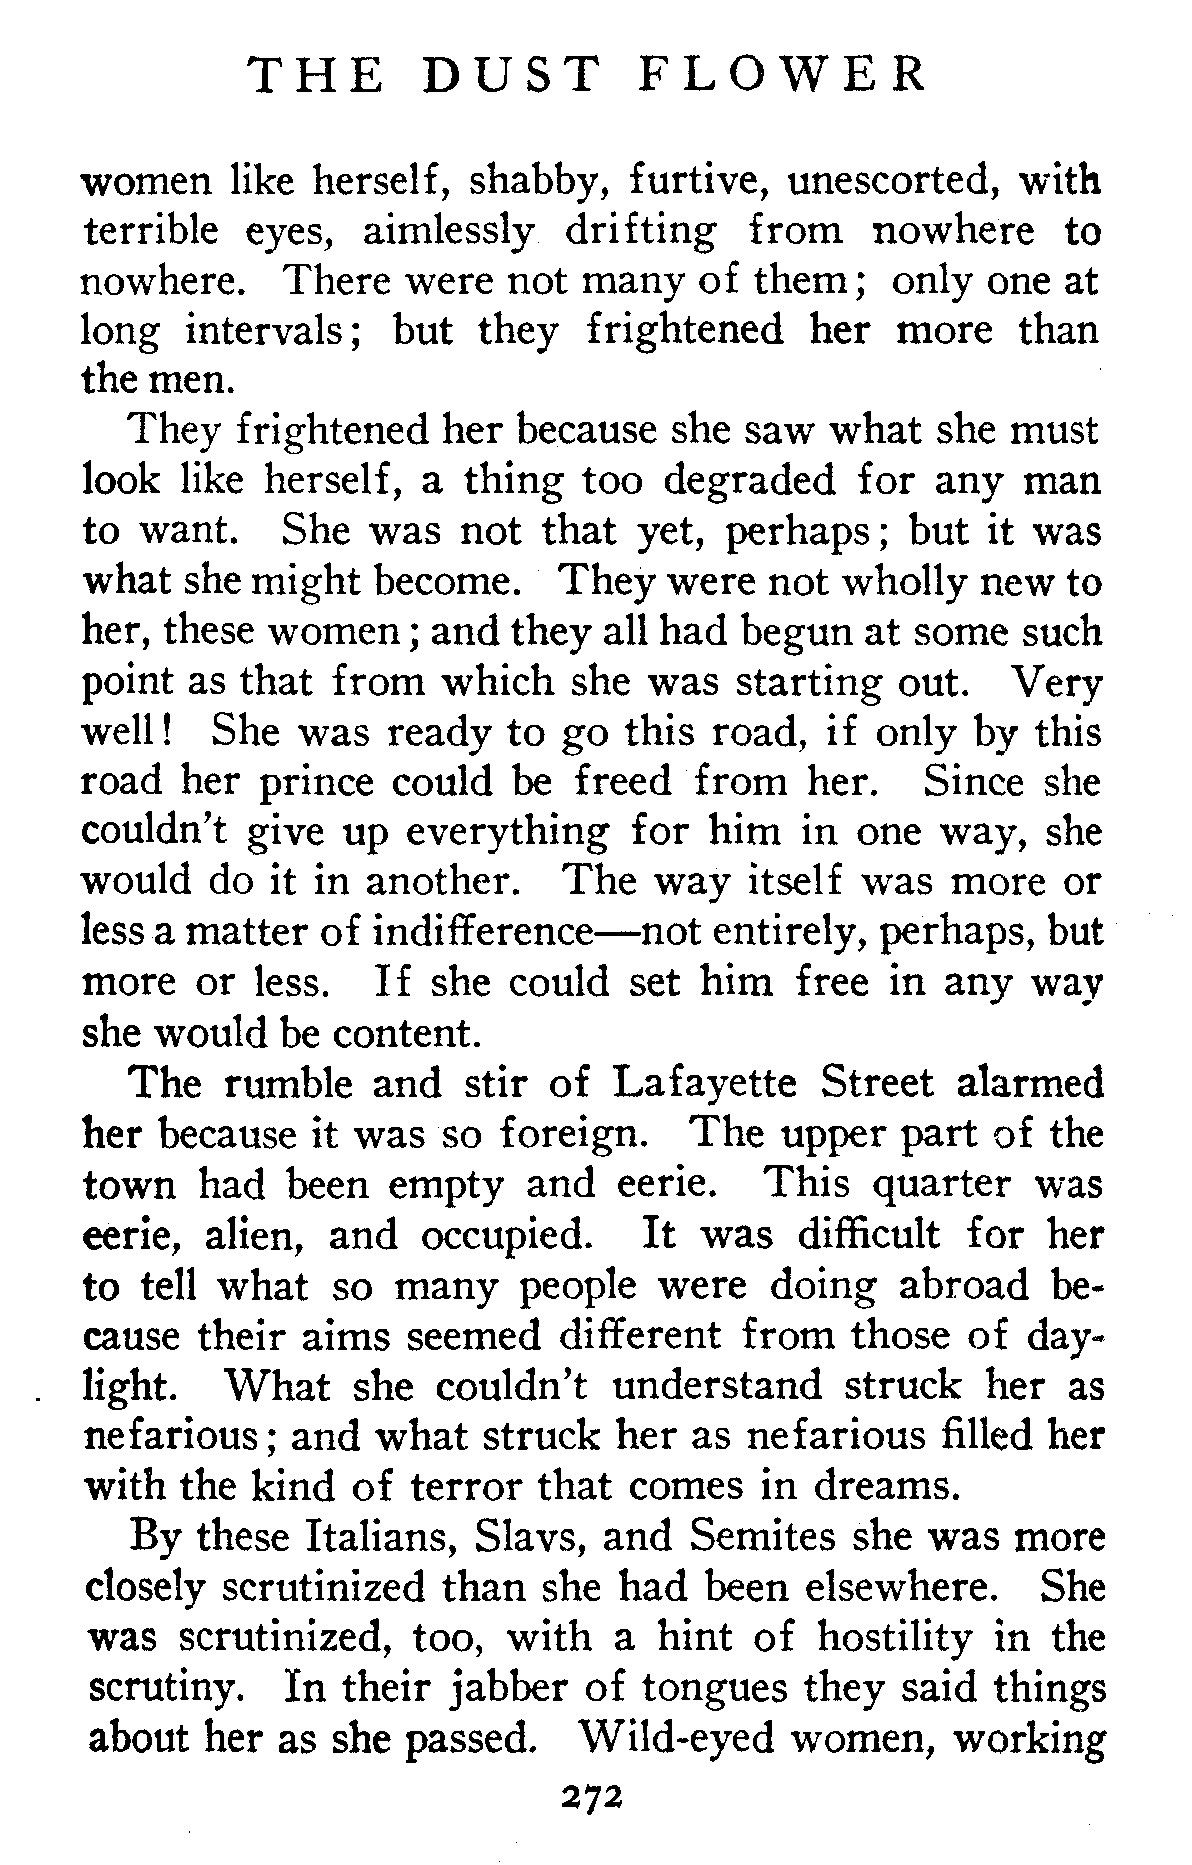 THE DUST FLOWER
women like herself, shabby, furtive, unescorted, with
terrible eyes, aimlessly drifting from nowhere to
nowhere. There were not many of them; only one at
long intervals; but they frightened her more than
the men.
They frightened her because she saw what she must
look like herself, a thing too degraded for any man
to want. She was not that yet, perhaps; but it was
what she might become. They were not wholly new to
her, these women; and they all had begun at some such
point as that from which she was starting out. Very
well! She was ready to go this road, if only by this
road her prince could be freed from her. Since she
couldn't give up everything for him in one way, she
would do it in another. The way itself was more or
less a matter of indifference—not entirely, perhaps, but
more or less. If she could set him free in any way
she would be content.
The rumble and stir of Lafayette Street alarmed
her because it was so foreign. The upper part of the
town had been empty and eerie. This quarter was
eerie, alien, and occupied. It was difficult for her
to tell what so many people were doing abroad be-
cause their aims seemed different from those of day-
light. What she couldn't understand struck her as
nefarious; and what struck her as nefarious filled her
with the kind of terror that comes in dreams.
By these Italians, Slavs, and Semites she was more
closely scrutinized than she had been elsewhere. She
was scrutinized, too, with a hint of hostility in the
scrutiny. In their jabber of tongues they said things
about her as she passed. Wild-eyed women, working
272